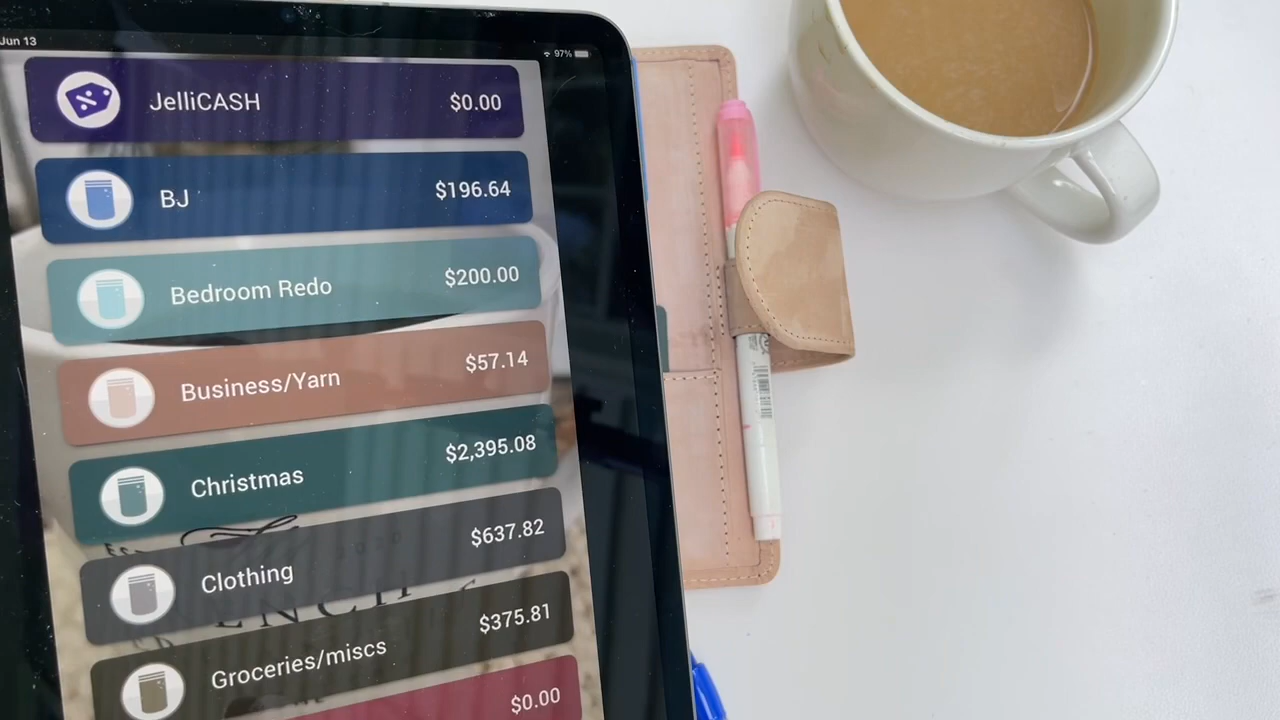 Jun 13
97%
JelliCASH $0.00
BJ $196.64
Bedroom Redo $200.00
Business/Yarn $57.14
Christmas $2,395.08
Clothing $637.82
Groceries/miscs $375.81
$0.00